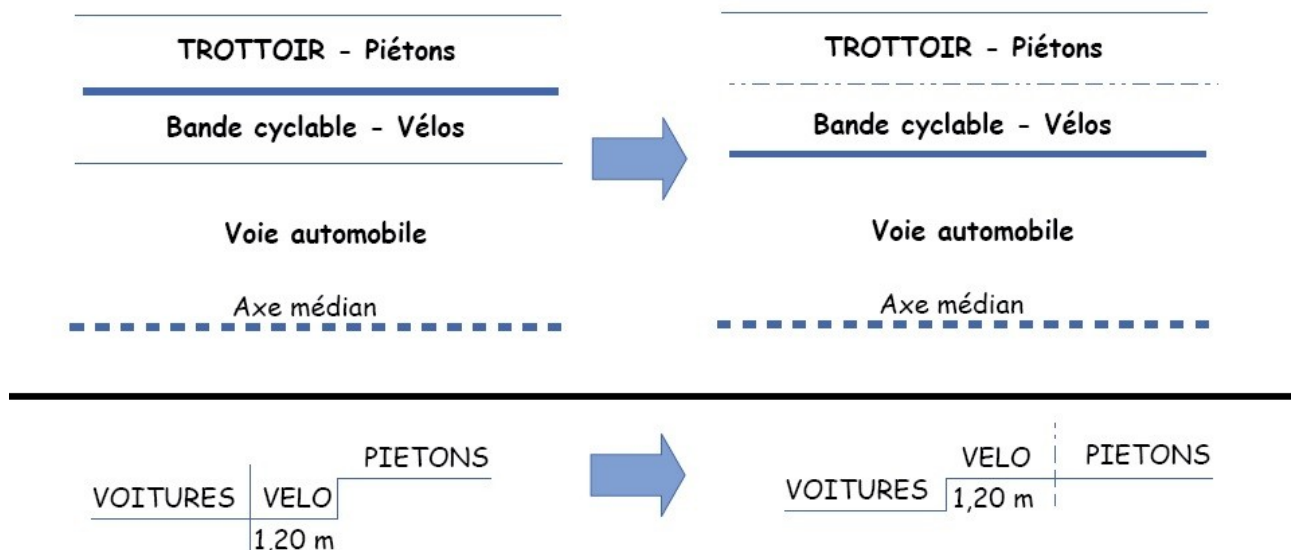 TROTTOIR - Piétons
Bande cyclable - Vélos
Voie automobile
Axe médian
TROTTOIR - Piétons
Bande cyclable - Vélos
Voie automobile
Axe médian
PIETONS
VOITURES VELO
1,20 m
VELO PIETONS
VOITURES 1,20 m